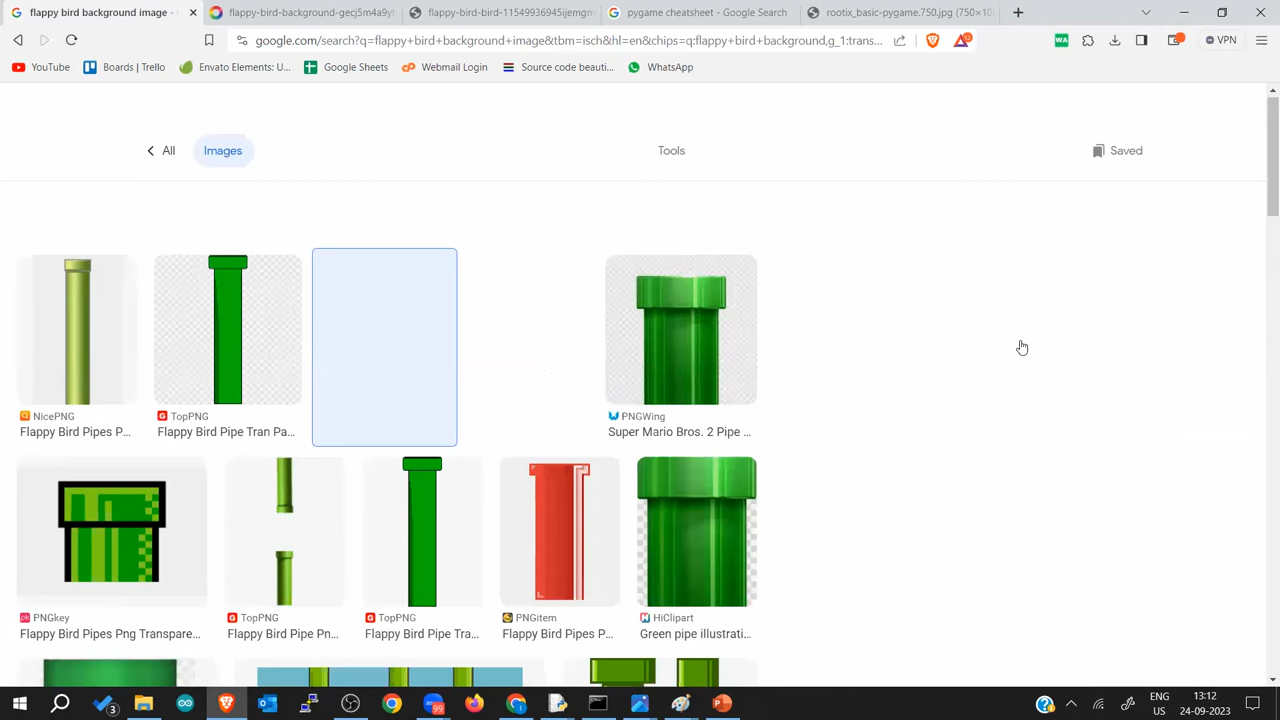 flappy bird background image -
flappy-bird-background-gecj5m4a9y
flappy-bird-bird-11549936945ijemgm
pygame cheatsheet - Google Search
rootix_basic-pygame.750.jpg (750×10
google.com/search?q=flappy+bird+background+image&tbm=isch&hl=en&chips=q:flappy+bird+background,g_1:trans...
VPN
YouTube
Boards | Trello
Envato Elements: U...
Google Sheets
Webmail Login
Source code beauti...
WhatsApp
All
Images
Tools
Saved
NicePNG
Flappy Bird Pipes P...
TopPNG
Flappy Bird Pipe Tran Pa...
PNGWing
Super Mario Bros. 2 Pipe ...
PNGkey
Flappy Bird Pipes Png Transpare...
TopPNG
Flappy Bird Pipe Pn...
TopPNG
Flappy Bird Pipe Tra...
PNGitem
Flappy Bird Pipes P...
HiClipart
Green pipe illustrati...
3
99
ENG
US
13:12
24-09-2023